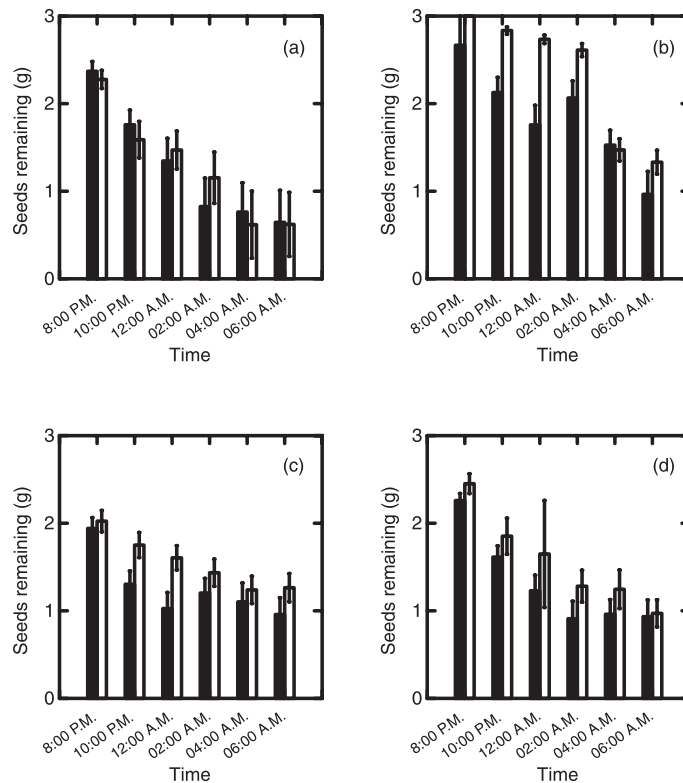 3
(a)
2
Seeds remaining (g)
1
0
8:00 P.M.
10:00 P.M.
12:00 A.M.
02:00 A.M.
04:00 A.M.
06:00 A.M.
Time
3
(b)
2
Seeds remaining (g)
1
0
8:00 P.M.
10:00 P.M.
12:00 A.M.
02:00 A.M.
04:00 A.M.
06:00 A.M.
Time
3
(c)
2
Seeds remaining (g)
1
0
8:00 P.M.
10:00 P.M.
12:00 A.M.
02:00 A.M.
04:00 A.M.
06:00 A.M.
Time
3
(d)
2
Seeds remaining (g)
1
0
8:00 P.M.
10:00 P.M.
12:00 A.M.
02:00 A.M.
04:00 A.M.
06:00 A.M.
Time